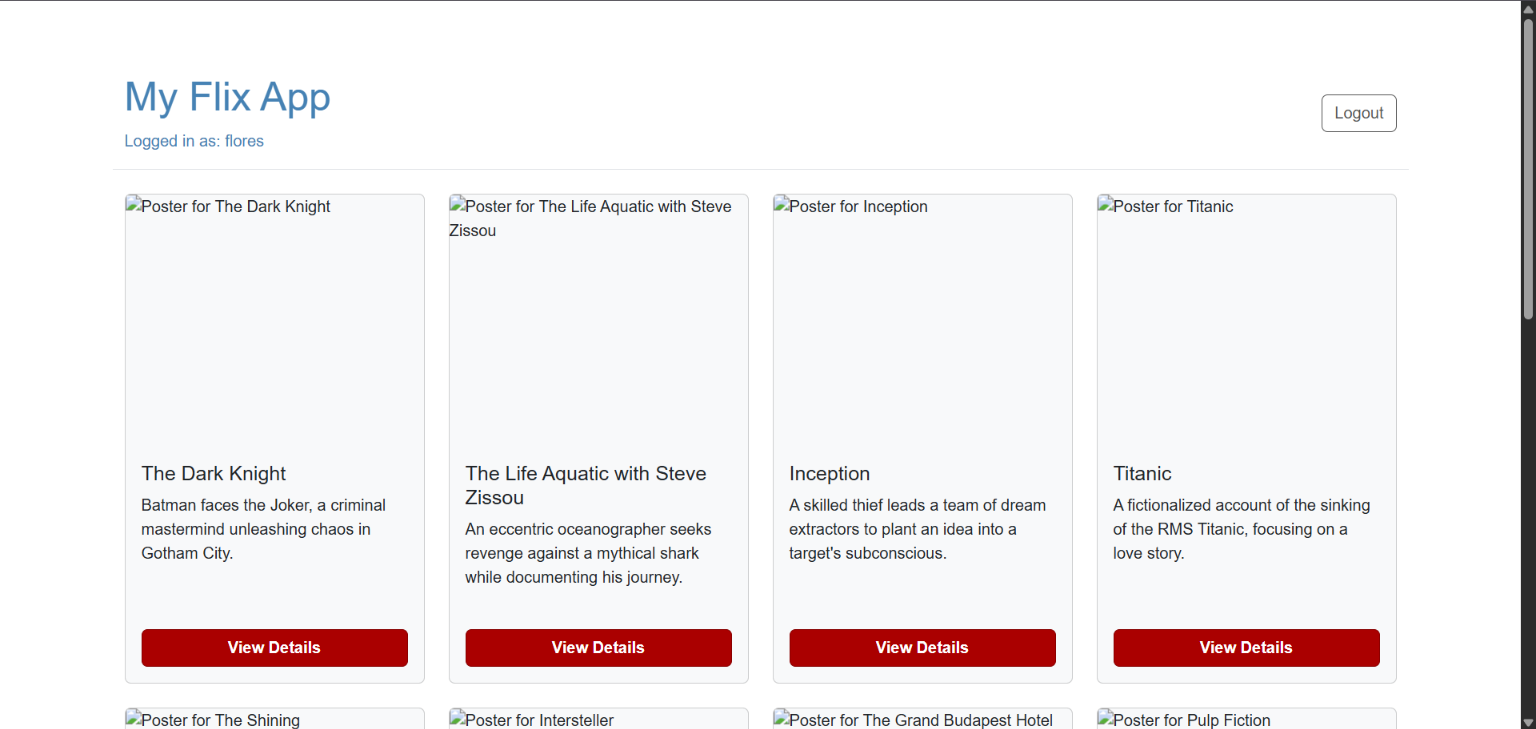 My Flix App
Logged in as: flores
Logout
Poster for The Dark Knight
The Dark Knight
Batman faces the Joker, a criminal
mastermind unleashing chaos in
Gotham City.
View Details
Poster for The Life Aquatic with Steve
Zissou
The Life Aquatic with Steve
Zissou
An eccentric oceanographer seeks
revenge against a mythical shark
while documenting his journey.
View Details
Poster for Inception
Inception
A skilled thief leads a team of dream
extractors to plant an idea into a
target's subconscious.
View Details
Poster for Titanic
Titanic
A fictionalized account of the sinking
of the RMS Titanic, focusing on a
love story.
View Details
Poster for The Shining
Poster for Intersteller
Poster for The Grand Budapest Hotel
Poster for Pulp Fiction